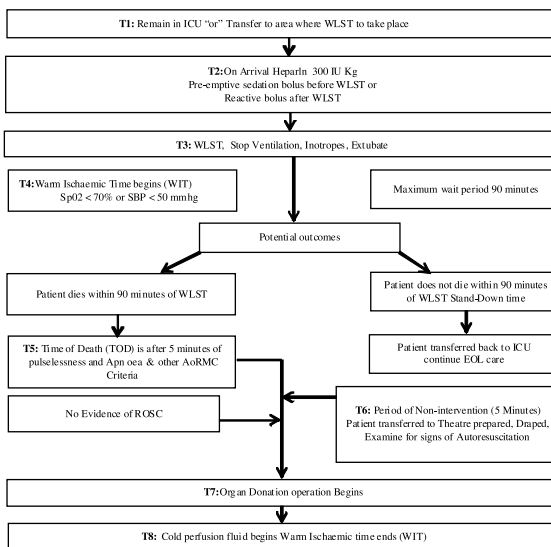 T1: Remain in ICU “or” Transfer to area where WLST to take place
T2:On Arrival HeparIn 300 IU Kg
Pre-emptive sedation bolus before WLST or
Reactive bolus after WLST
T3: WLST, Stop Ventilation, Inotropes, Extubate
T4:Warm Ischaemic Time begins (WIT)
Sp02 < 70% or SBP < 50 mmhg
Maximum wait period 90 minutes
Potential outcomes
Patient dies within 90 minutes of WLST
Patient does not die within 90 minutes
of WLST Stand-Down time
T5: Time of Death (TOD) is after 5 minutes of
pulselessness and Apn oea & other AoRMC
Criteria
Patient transferred back to ICU
continue EOL care
No Evidence of ROSC
T6: Period of Non-intervention (5 Minutes)
Patient transferred to Theatre prepared, Draped,
Examine for signs of Autoresuscitation
T7:Organ Donation operation Begins
T8: Cold perfusion fluid begins Warm Ischaemic time ends (WIT)